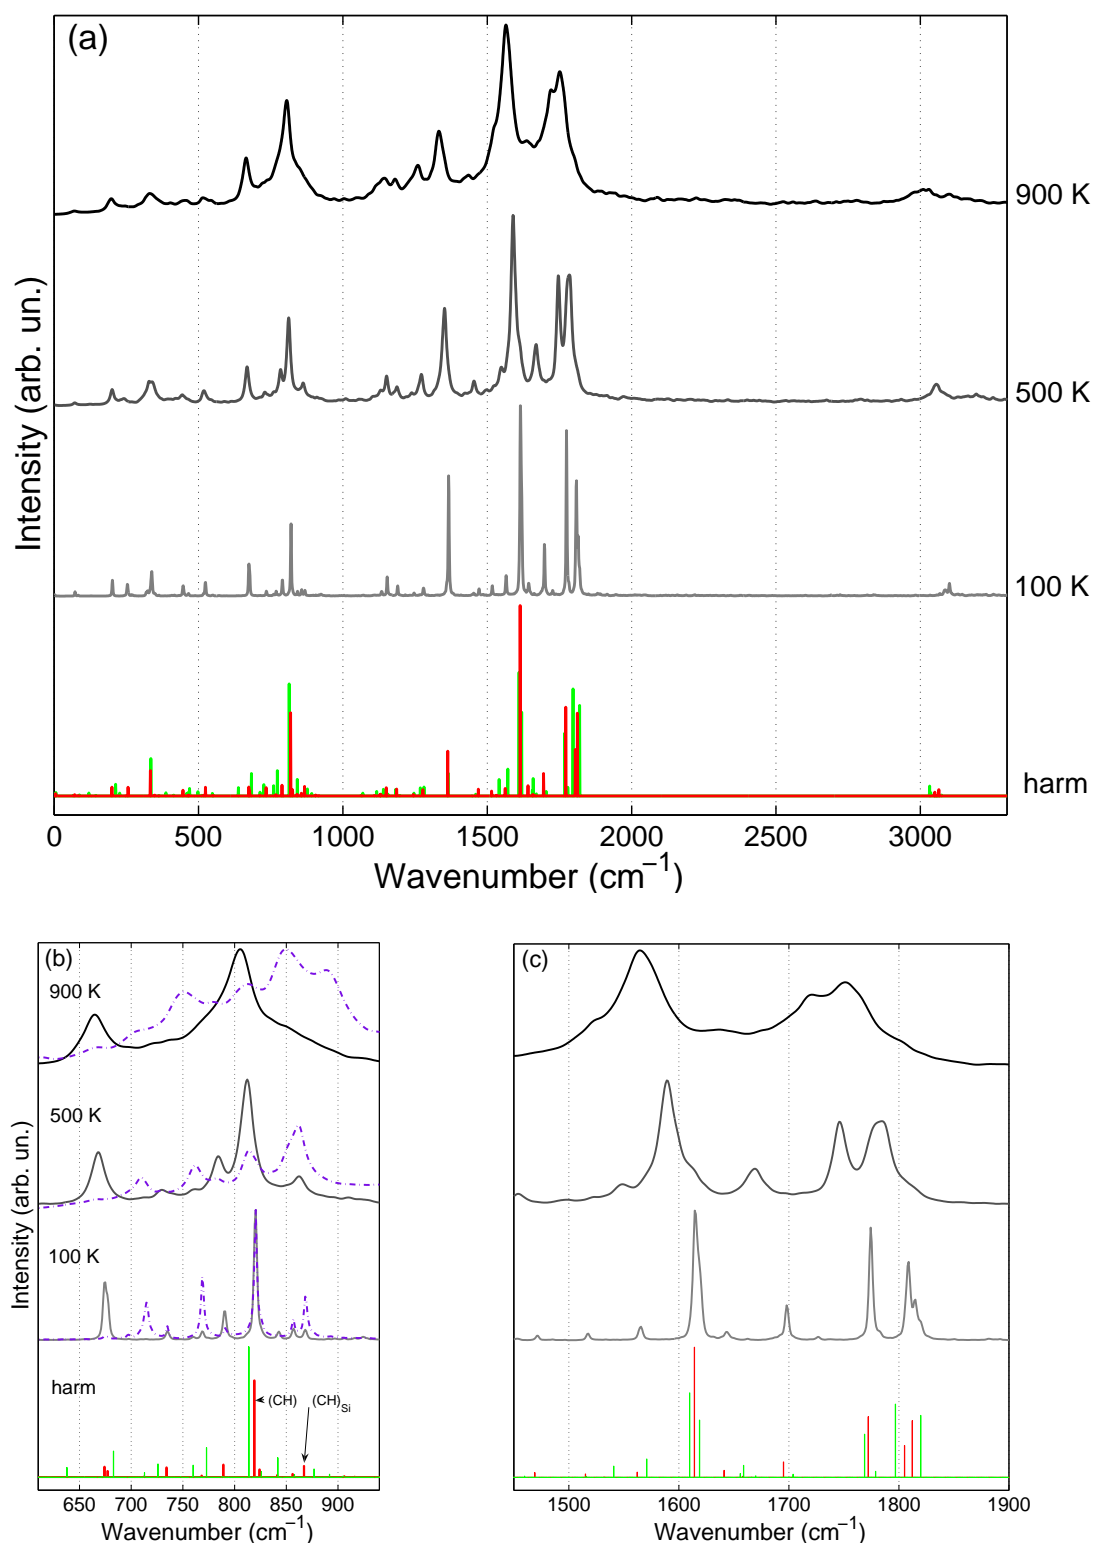 (a)
Intensity (arb. un.)
900 K
500 K
100 K
harm
0 500 1000 1500 2000 2500 3000
Wavenumber (cm⁻¹)
(b)
900 K
500 K
100 K
harm
(CH)
(CH)Si
Intensity (arb. un.)
650 700 750 800 850 900
Wavenumber (cm⁻¹)
(c)
1500 1600 1700 1800 1900
Wavenumber (cm⁻¹)